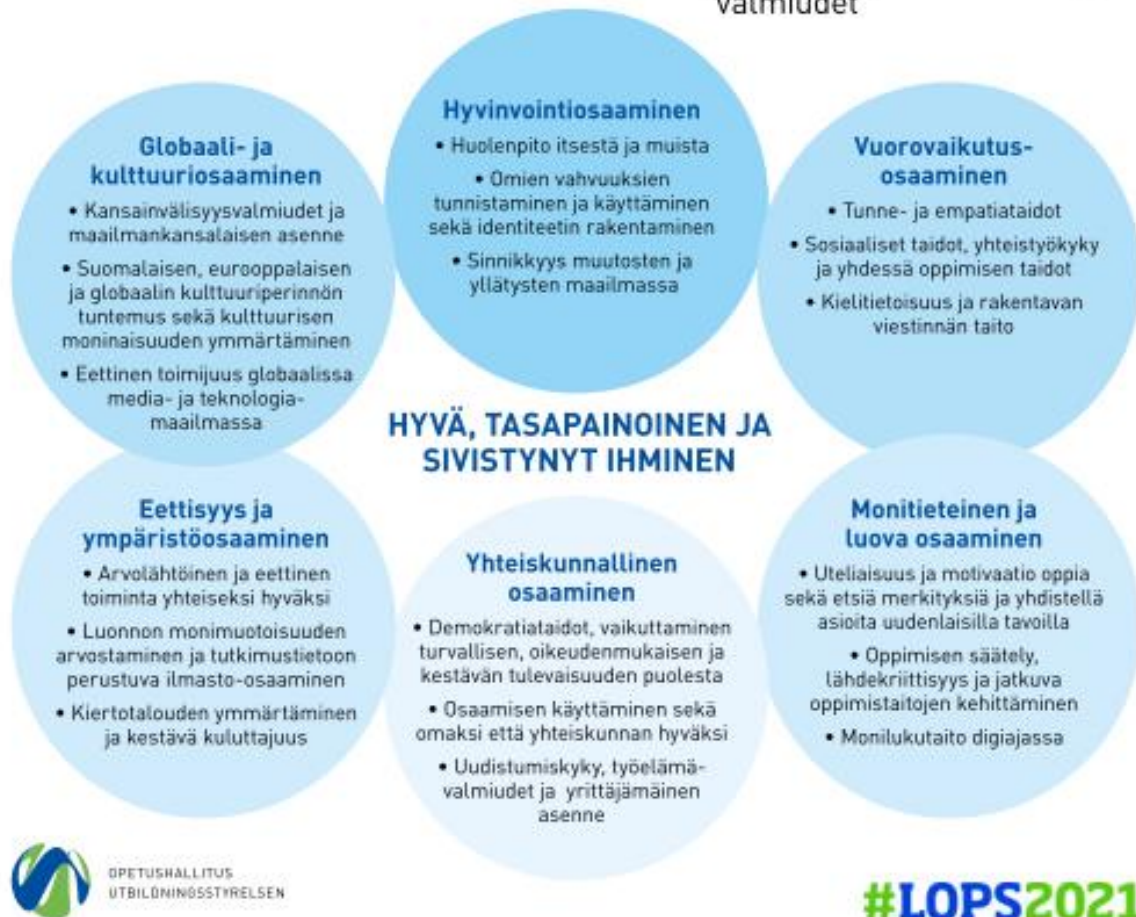 valmiudet
Hyvinvointiosaaminen
• Huolenpito itsestä ja muista
• Omien vahvuuksien
tunnistaminen ja käyttäminen
sekä identiteetin rakentaminen
• Sinnikkyys muutosten ja
yllätysten maailmassa
Globaali- ja
kulttuuriosaaminen
• Kansainvälisyysvalmiudet ja
maailmankansalaisen asenne
• Suomalaisen, eurooppalaisen
ja globaalin kulttuuriperinnön
tuntemus sekä kulttuurisen
moninaisuuden ymmärtäminen
• Eettinen toimijuus globaalissa
media- ja teknologia-
maailmassa
Vuorovaikutus-
osaaminen
• Tunne- ja empatiataidot
• Sosiaaliset taidot, yhteistyökyky
ja yhdessä oppimisen taidot
• Kielitietoisuus ja rakentavan
viestinnän taito
HYVÄ, TASAPAINOINEN JA
SIVISTYNYT IHMINEN
Eettisyys ja
ympäristöosaaminen
• Arvolähtöinen ja eettinen
toiminta yhteiseksi hyväksi
• Luonnon monimuotoisuuden
arvostaminen ja tutkimustietoon
perustuva ilmasto-osaaminen
• Kiertotalouden ymmärtäminen
ja kestävä kuluttajuus
Yhteiskunnallinen
osaaminen
• Demokratiataidot, vaikuttaminen
turvallisen, oikeudenmukaisen ja
kestävän tulevaisuuden puolesta
• Osaamisen käyttäminen sekä
omaksi että yhteiskunnan hyväksi
• Uudistumiskyky, työelämä-
valmiudet ja yrittäjämäinen
asenne
Monitieteinen ja
luova osaaminen
• Uteliaisuus ja motivaatio oppia
sekä etsiä merkityksiä ja yhdistellä
asioita uudenlaisilla tavoilla
• Oppimisen säätely,
lähdekriittisyys ja jatkuva
oppimistaitojen kehittäminen
• Monilukutaito digiajassa
OPETUSHALLITUS
UTBILDNINGSSTYRELSEN
#LOPS2021